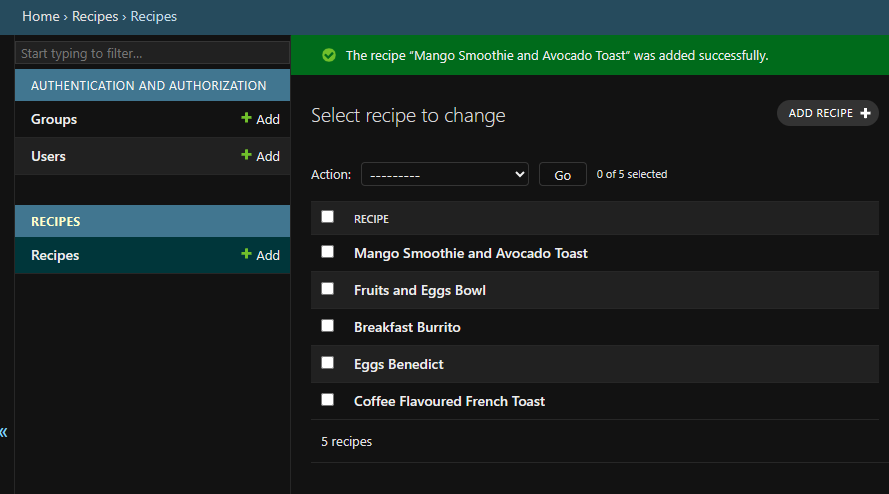 Home › Recipes › Recipes
Start typing to filter...
AUTHENTICATION AND AUTHORIZATION
Groups
+ Add
Users
+ Add
RECIPES
Recipes
+ Add
«
The recipe “Mango Smoothie and Avocado Toast” was added successfully.
Select recipe to change
ADD RECIPE +
Action: --------- Go 0 of 5 selected
RECIPE
Mango Smoothie and Avocado Toast
Fruits and Eggs Bowl
Breakfast Burrito
Eggs Benedict
Coffee Flavoured French Toast
5 recipes